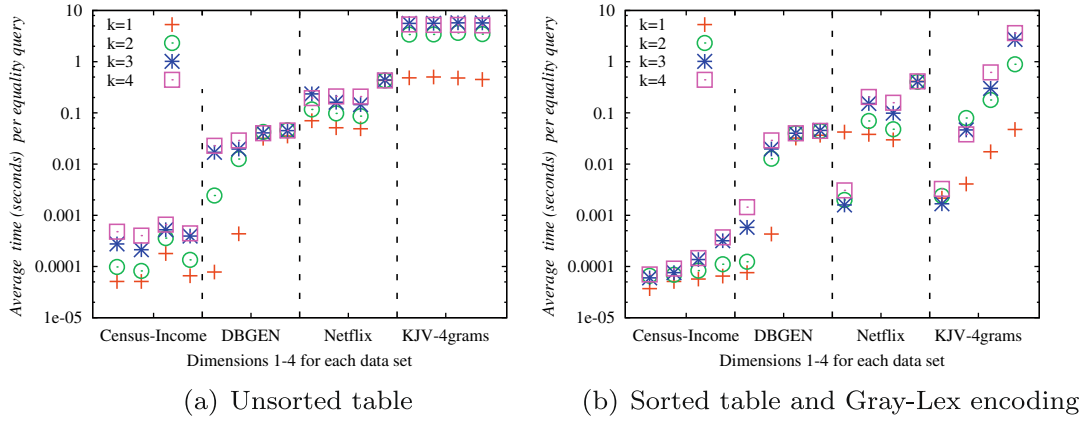 10
1
0.1
0.01
0.001
0.0001
1e-05
Average time (seconds) per equality query
k=1
k=2
k=3
k=4
Census-Income DBGEN Netflix KJV-4grams
Dimensions 1-4 for each data set
(a) Unsorted table
10
1
0.1
0.01
0.001
0.0001
1e-05
Average time (seconds) per equality query
k=1
k=2
k=3
k=4
Census-Income DBGEN Netflix KJV-4grams
Dimensions 1-4 for each data set
(b) Sorted table and Gray-Lex encoding